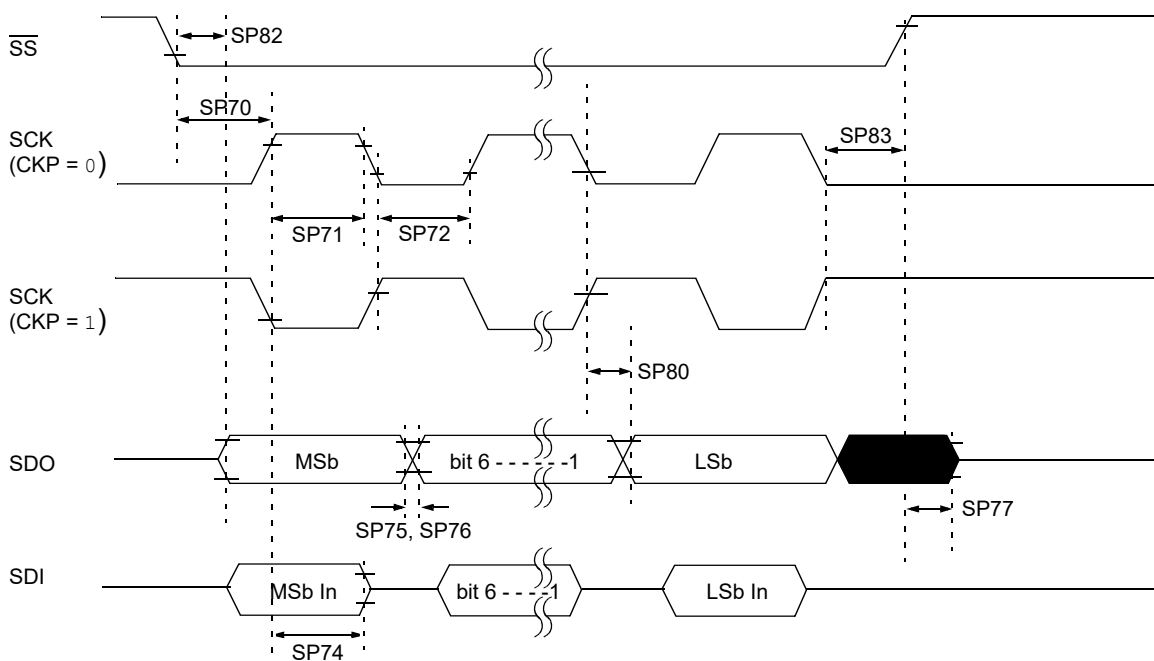 SS
SP82
SP70
SCK
(CKP = 0)
SP83
SP71
SP72
SCK
(CKP = 1)
SP80
SDO
MSb
bit 6 - - - - - -1
LSb
SP75, SP76
SP77
SDI
MSb In
bit 6 - - - -1
LSb In
SP74